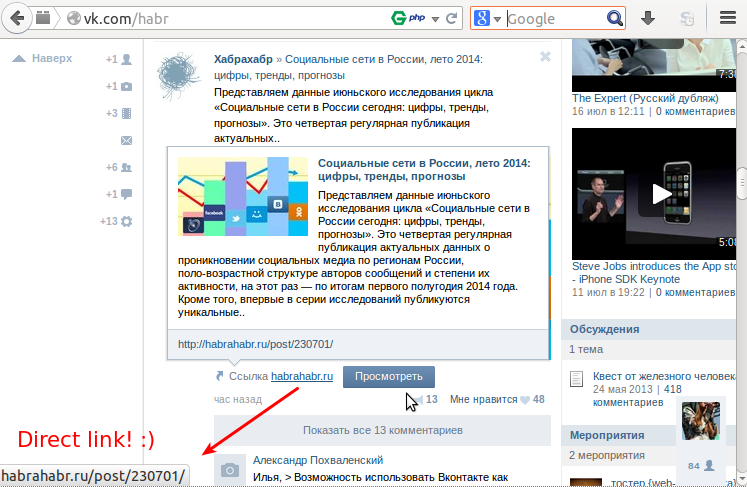 vk.com/habr
php
Google
Наверх
+1
+1
+3
+6
+1
+13
Хабрахабр » Социальные сети в России, лето 2014:
цифры, тренды, прогнозы
Представляем данные июньского исследования цикла
«Социальные сети в России сегодня: цифры, тренды,
прогнозы». Это четвертая регулярная публикация
актуальных..
Социальные сети в России, лето 2014:
цифры, тренды, прогнозы
Представляем данные июньского
исследования цикла «Социальные сети в
России сегодня: цифры, тренды,
прогнозы». Это четвертая регулярная
публикация актуальных данных о
проникновении социальных медиа по регионам России,
поло-возрастной структуре авторов сообщений и степени их
активности, на этот раз — по итогам первого полугодия 2014 года.
Кроме того, впервые в серии исследований публикуются
уникальные..
facebook
http://habrahabr.ru/post/230701/
Ссылка habrahabr.ru
Просмотреть
час назад
13
Мне нравится 48
Показать все 13 комментариев
Александр Похваленский
Илья, > Возможность использовать Вконтакте как
Direct link! :)
habrahabr.ru/post/230701/
7:38
The Expert (Русский дубляж)
16 июл в 12:11 | 0 комментариев
5:08
Steve Jobs introduces the App sto
- iPhone SDK Keynote
11 июл в 19:22 | 0 комментариев
Обсуждения
1 тема
Квест от железного человека
24 мая 2013 | 418
комментариев
Мероприятия
2 мероприятия
84
тостер {web-